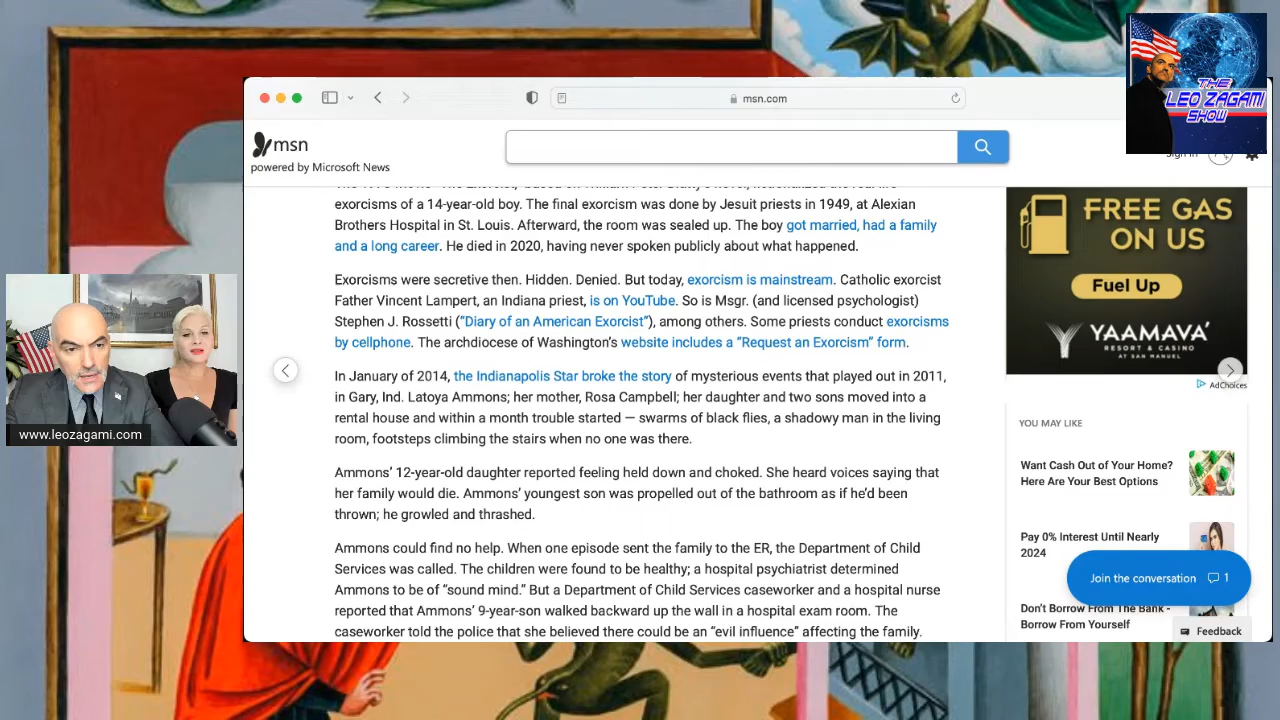 THE
LEO ZAGAMI
SHOW
msn.com
msn
powered by Microsoft News
exorcisms of a 14-year-old boy. The final exorcism was done by Jesuit priests in 1949, at Alexian
Brothers Hospital in St. Louis. Afterward, the room was sealed up. The boy got married, had a family
and a long career. He died in 2020, having never spoken publicly about what happened.
Exorcisms were secretive then. Hidden. Denied. But today, exorcism is mainstream. Catholic exorcist
Father Vincent Lampert, an Indiana priest, is on YouTube. So is Msgr. (and licensed psychologist)
Stephen J. Rossetti (“Diary of an American Exorcist”), among others. Some priests conduct exorcisms
by cellphone. The archdiocese of Washington’s website includes a “Request an Exorcism” form.
In January of 2014, the Indianapolis Star broke the story of mysterious events that played out in 2011,
in Gary, Ind. Latoya Ammons; her mother, Rosa Campbell; her daughter and two sons moved into a
rental house and within a month trouble started — swarms of black flies, a shadowy man in the living
room, footsteps climbing the stairs when no one was there.
Ammons’ 12-year-old daughter reported feeling held down and choked. She heard voices saying that
her family would die. Ammons’ youngest son was propelled out of the bathroom as if he’d been
thrown; he growled and thrashed.
Ammons could find no help. When one episode sent the family to the ER, the Department of Child
Services was called. The children were found to be healthy; a hospital psychiatrist determined
Ammons to be of “sound mind.” But a Department of Child Services caseworker and a hospital nurse
reported that Ammons’ 9-year-son walked backward up the wall in a hospital exam room. The
caseworker told the police that she believed there could be an “evil influence” affecting the family.
FREE GAS
ON US
Fuel Up
YAAMAVA’
RESORT & CASINO
AT SAN MANUEL
AdChoices
YOU MAY LIKE
Want Cash Out of Your Home?
Here Are Your Best Options
Pay 0% Interest Until Nearly
2024
Join the conversation 1
Don't Borrow From The Bank -
Borrow From Yourself
Feedback
www.leozagami.com